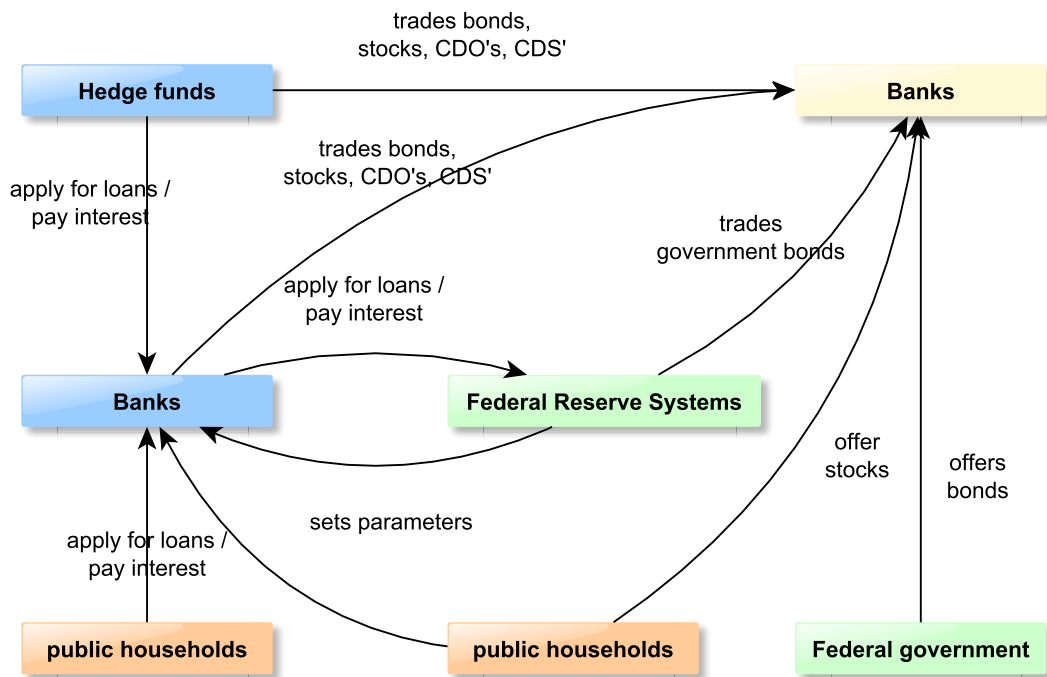 trades bonds,
stocks, CDO's, CDS'
Hedge funds
Banks
trades bonds,
stocks, CDO's, CDS'
apply for loans /
pay interest
trades
government bonds
apply for loans /
pay interest
Banks
Federal Reserve Systems
offer
stocks
offers
bonds
sets parameters
apply for loans /
pay interest
public households
public households
Federal government